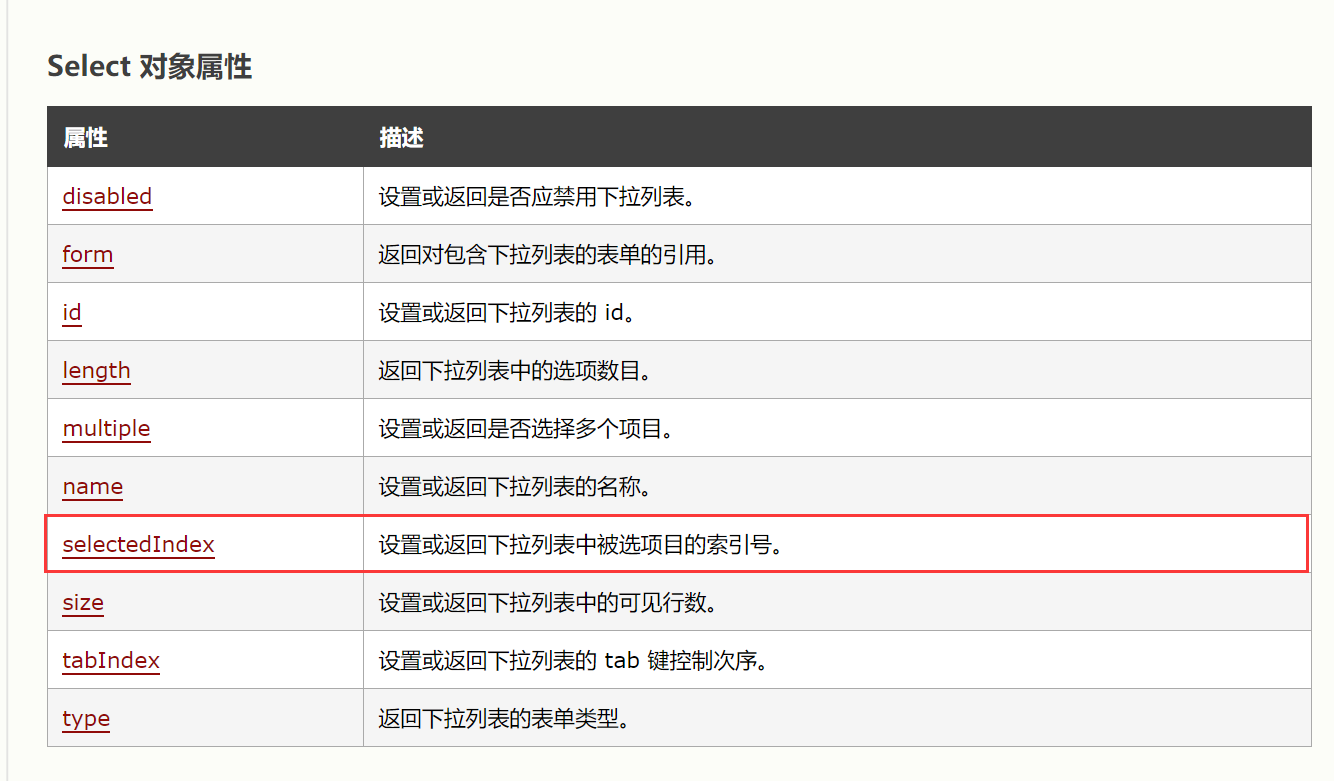 Select 对象属性
属性 描述
disabled 设置或返回是否应禁用下拉列表。
form 返回对包含下拉列表的表单的引用。
id 设置或返回下拉列表的 id。
length 返回下拉列表中的选项数目。
multiple 设置或返回是否选择多个项目。
name 设置或返回下拉列表的名称。
selectedIndex 设置或返回下拉列表中被选项目的索引号。
size 设置或返回下拉列表中的可见行数。
tabIndex 设置或返回下拉列表的 tab 键控制次序。
type 返回下拉列表的表单类型。